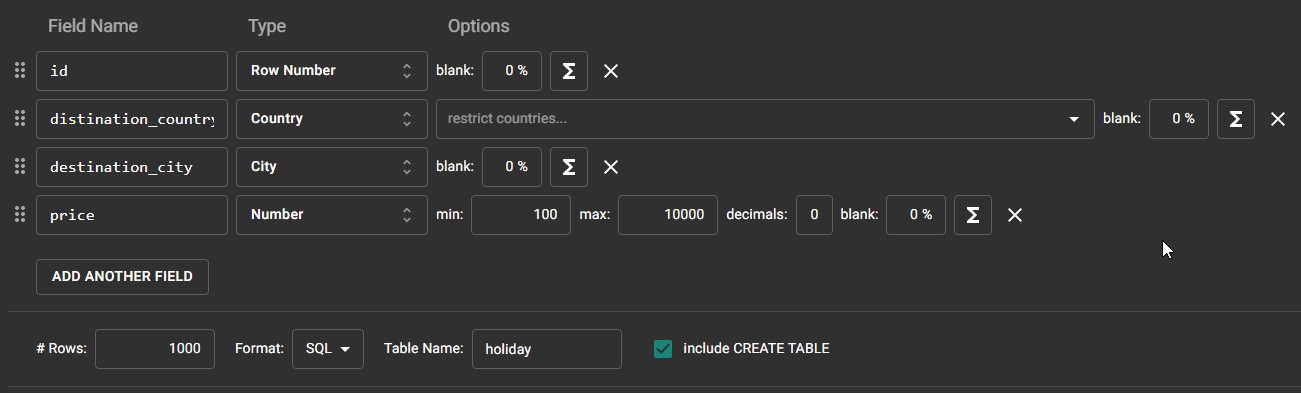 Field Name Type Options
id Row Number blank: 0 % Σ
distination_country Country restrict countries... blank: 0 % Σ
destination_city City blank: 0 % Σ
price Number min: 100 max: 10000 decimals: 0 blank: 0 % Σ
ADD ANOTHER FIELD
# Rows: 1000 Format: SQL Table Name: holiday include CREATE TABLE